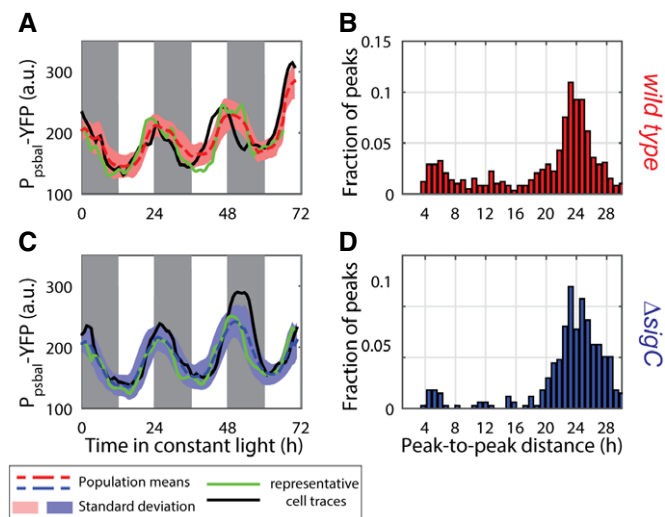 A
P_psbaI-YFP (a.u.)
300
200
100
0 24 48 72
B
Fraction of peaks
0.15
0.1
0.05
0
4 8 12 16 20 24 28
wild type
C
P_psbaI-YFP (a.u.)
300
200
100
0 24 48 72
Time in constant light (h)
D
Fraction of peaks
0.1
0.05
0
4 8 12 16 20 24 28
Peak-to-peak distance (h)
ΔsigC
Population means
Standard deviation
representative
cell traces